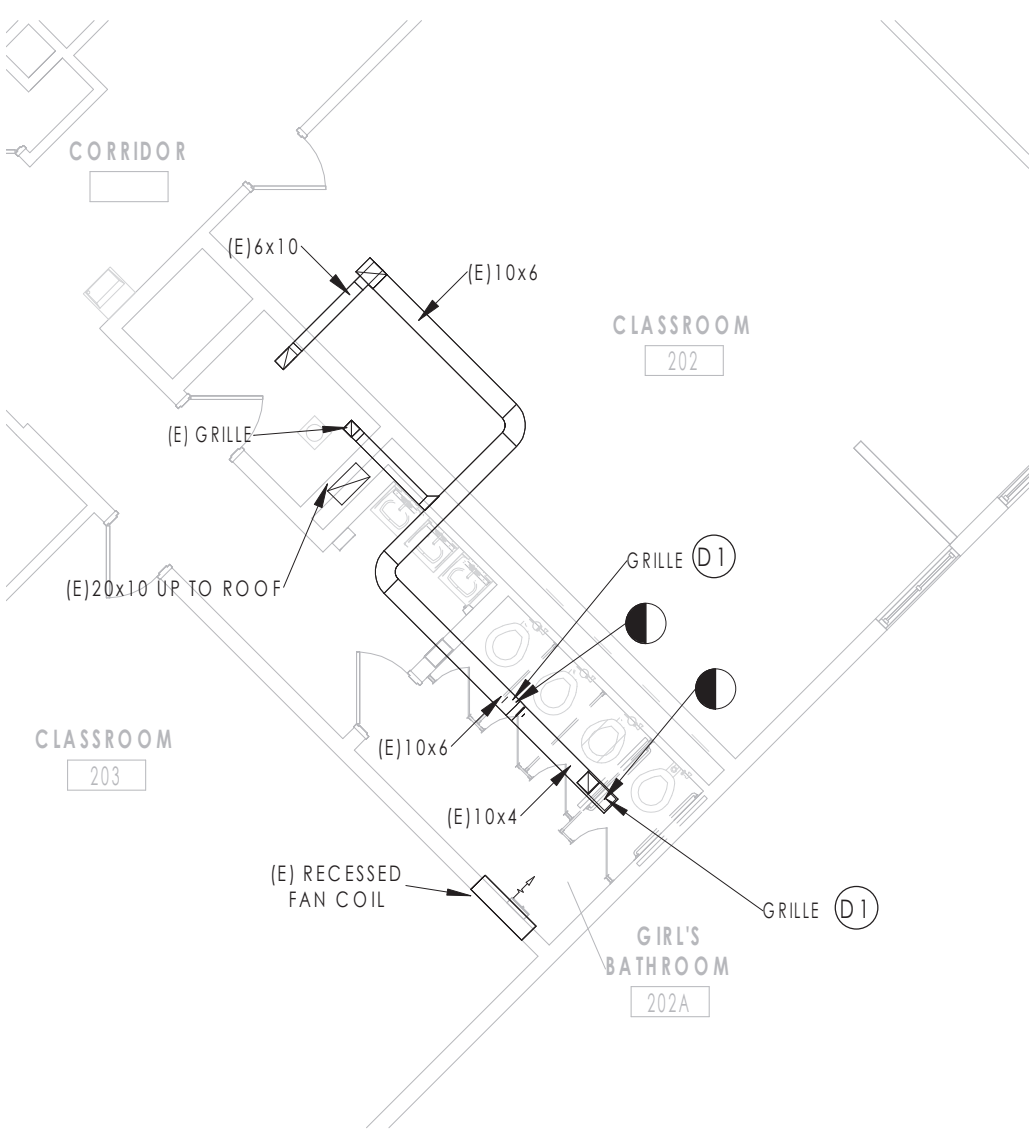 CORRIDOR
(E)6x10
(E)10x6
CLASSROOM
202
(E) GRILLE
GRILLE D1
(E)20x10 UP TO ROOF
CLASSROOM
203
(E)10x6
(E)10x4
(E) RECESSED
FAN COIL
GRILLE D1
GIRL'S
BATHROOM
202A